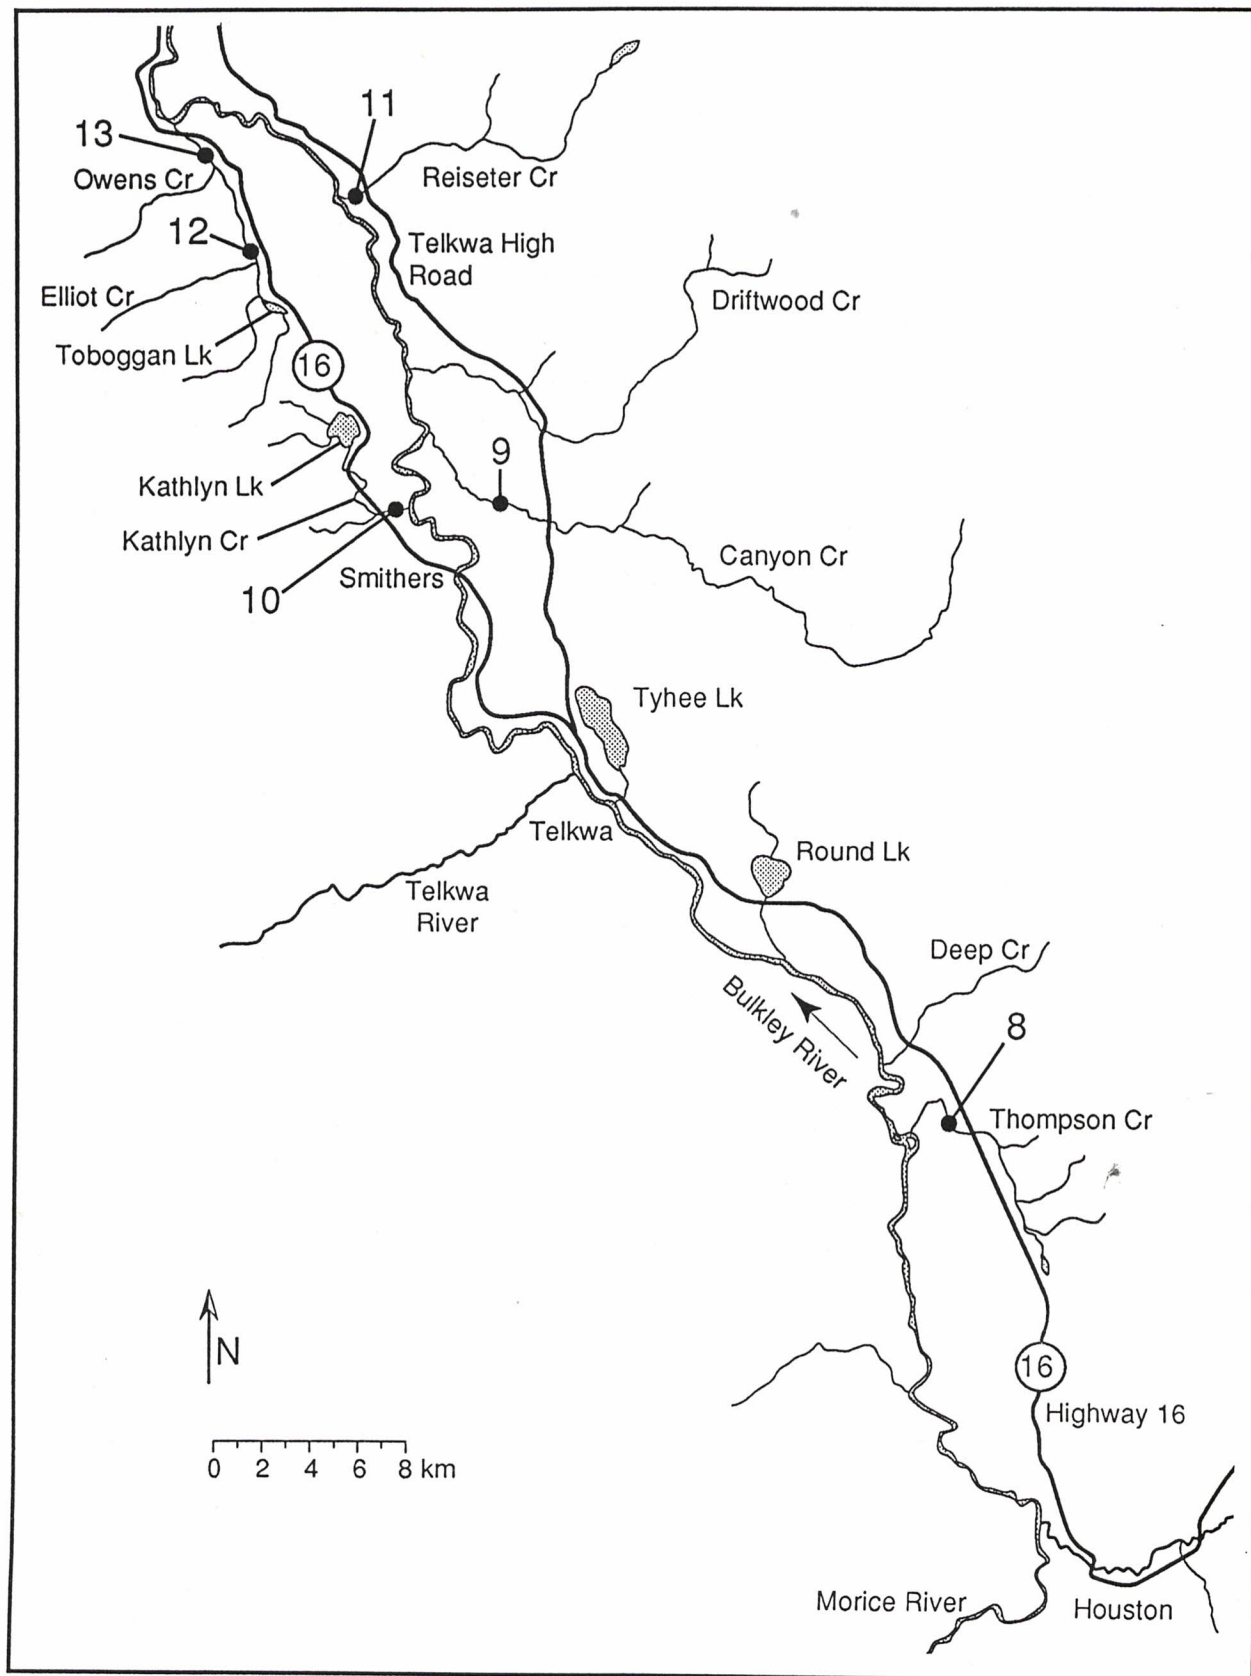 11
13
Owens Cr
Reiseter Cr
12
Telkwa High
Road
Elliot Cr
Driftwood Cr
Toboggan Lk
16
9
Kathlyn Lk
Kathlyn Cr
Canyon Cr
Smithers
10
Tyhee Lk
Telkwa
Round Lk
Telkwa
River
Deep Cr
Bulkley River
8
Thompson Cr
N
16
Highway 16
0 2 4 6 8 km
Morice River
Houston